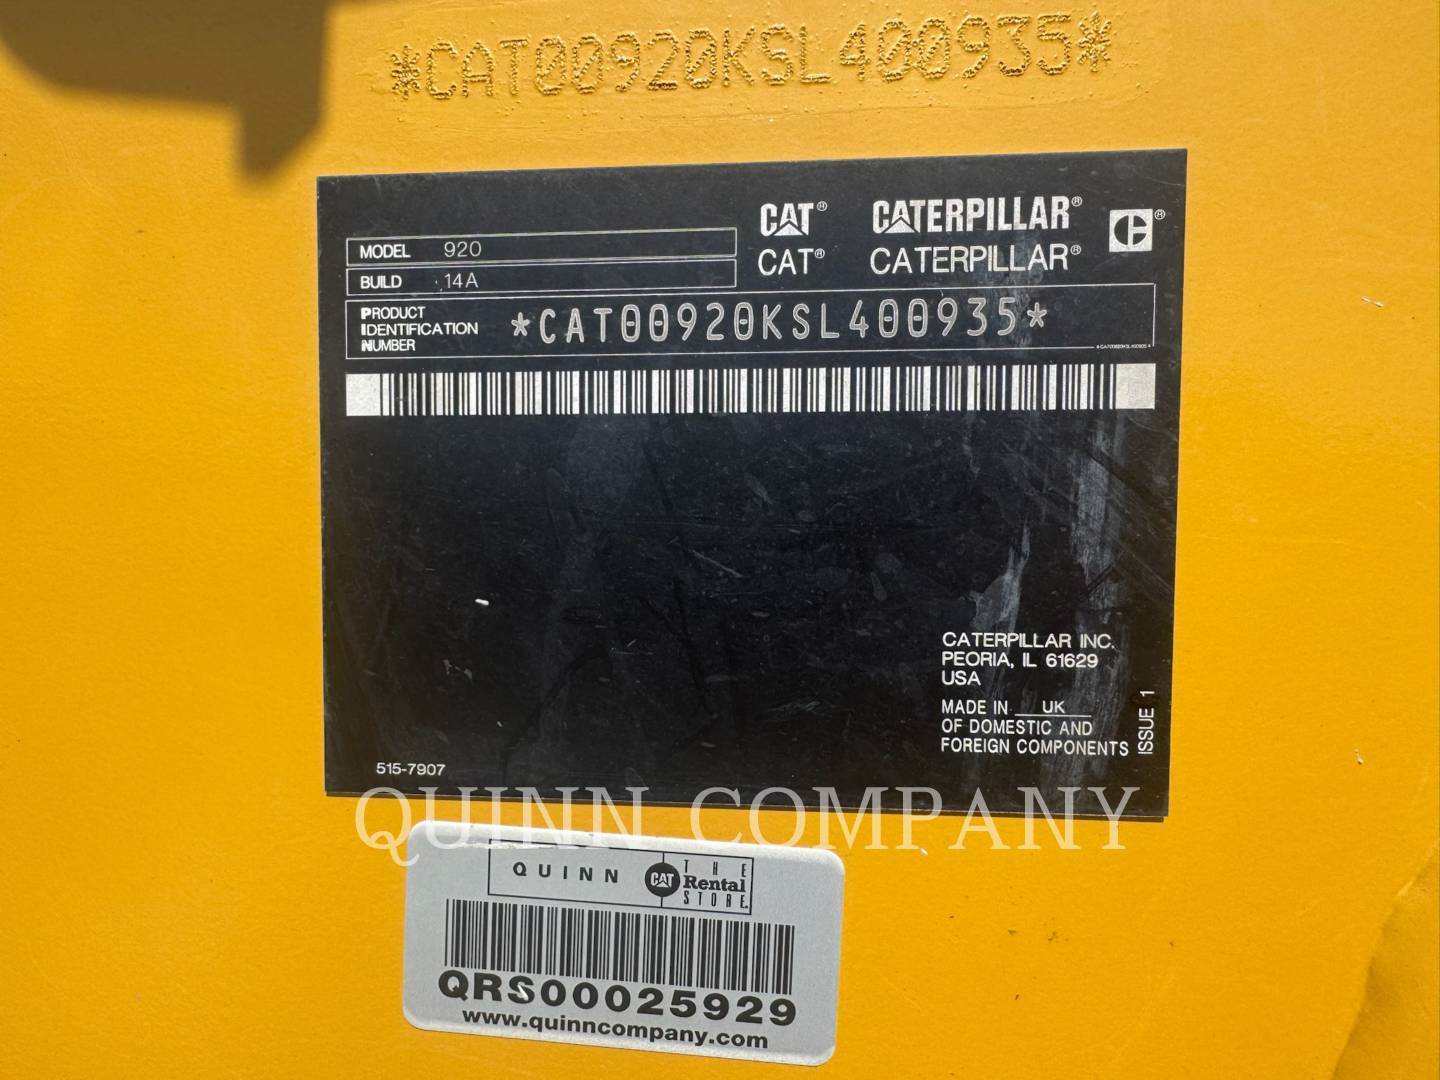 *CAT00920KSL400935*
CAT® CATERPILLAR® C®
CAT® CATERPILLAR®
MODEL 920
BUILD 14A
PRODUCT IDENTIFICATION NUMBER *CAT00920KSL400935*
*CAT00920KSL400935*
CATERPILLAR INC.
PEORIA, IL 61629
USA
MADE IN UK
OF DOMESTIC AND
FOREIGN COMPONENTS
ISSUE 1
515-7907
QUINN COMPANY
QUINN CAT THE Rental STORE.
QRS00025929
www.quinncompany.com